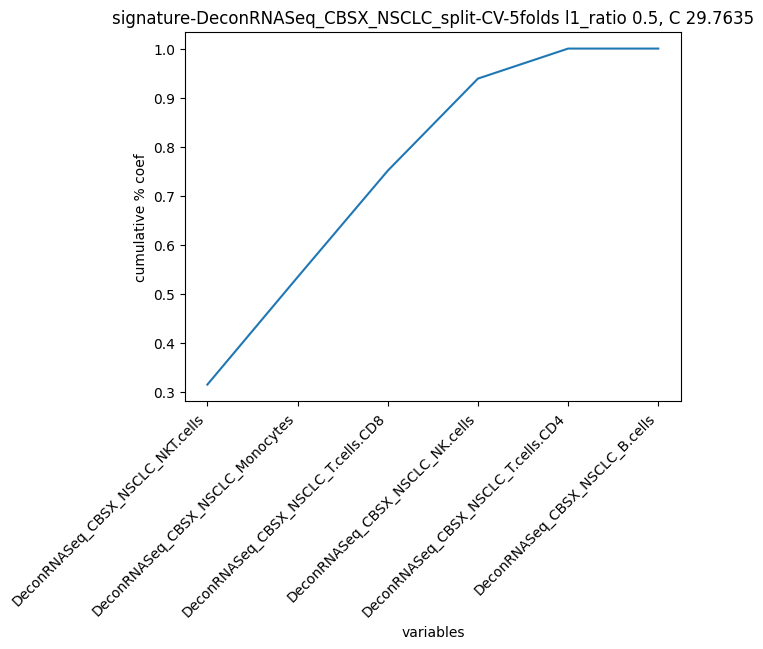 signature-DeconRNASeq_CBSX_NSCLC_split-CV-5folds l1_ratio 0.5, C 29.7635
1.0
0.9
0.8
0.7
0.6
0.5
0.4
0.3
cumulative % coef
DeconRNASeq_CBSX_NSCLC_NKT.cells
DeconRNASeq_CBSX_NSCLC_Monocytes
DeconRNASeq_CBSX_NSCLC_T.cells.CD8
DeconRNASeq_CBSX_NSCLC_NK.cells
DeconRNASeq_CBSX_NSCLC_T.cells.CD4
DeconRNASeq_CBSX_NSCLC_B.cells
variables